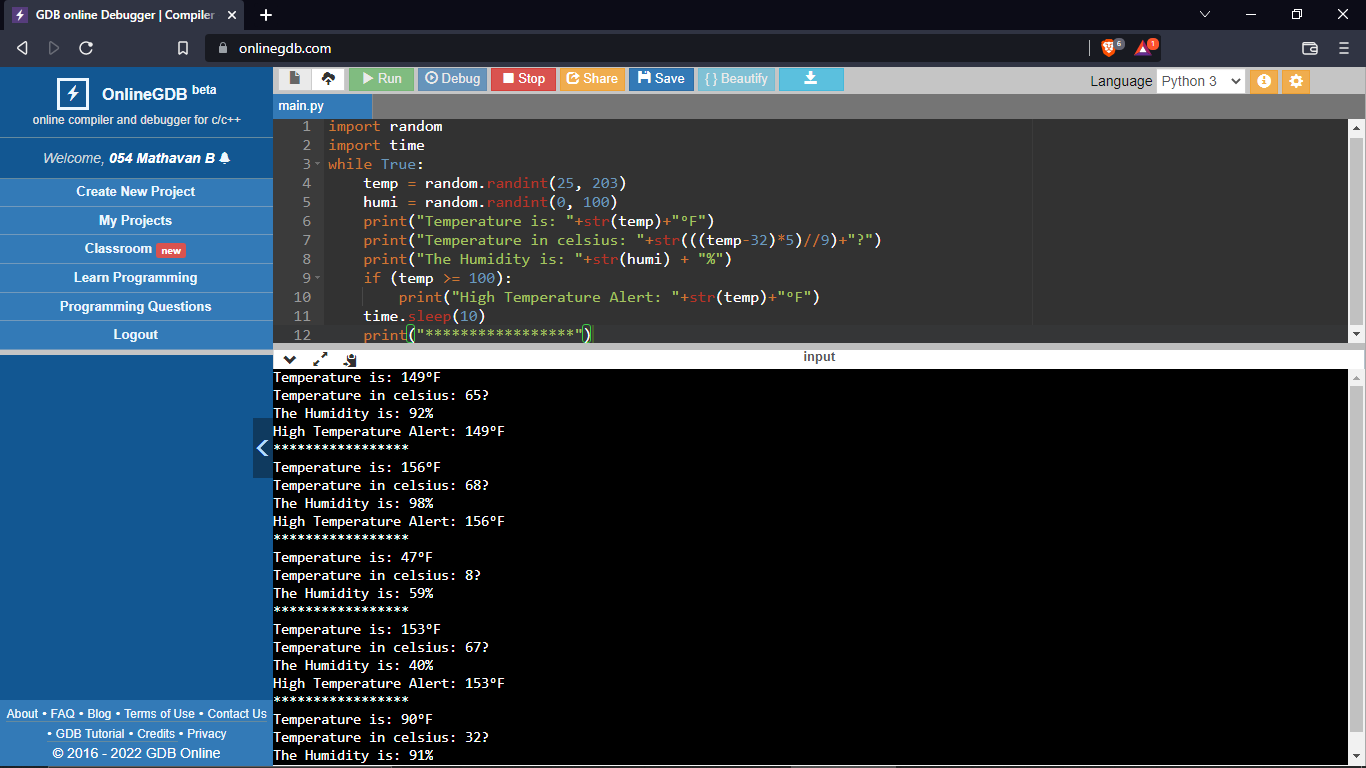 GDB online Debugger | Compiler
onlinegdb.com
6
1
OnlineGDB beta
online compiler and debugger for c/c++
Welcome, 054 Mathavan B
Create New Project
My Projects
Classroom new
Learn Programming
Programming Questions
Logout
About • FAQ • Blog • Terms of Use • Contact Us
• GDB Tutorial • Credits • Privacy
© 2016 - 2022 GDB Online
Run Debug Stop Share Save { } Beautify
Language Python 3
main.py
1 import random
2 import time
3 while True:
4     temp = random.randint(25, 203)
5     humi = random.randint(0, 100)
6     print("Temperature is: "+str(temp)+"°F")
7     print("Temperature in celsius: "+str(((temp-32)*5)//9)+"?")
8     print("The Humidity is: "+str(humi) + "%")
9     if (temp >= 100):
10         print("High Temperature Alert: "+str(temp)+"°F")
11     time.sleep(10)
12     print("*****************")
input
Temperature is: 149°F
Temperature in celsius: 65?
The Humidity is: 92%
High Temperature Alert: 149°F
*****************
Temperature is: 156°F
Temperature in celsius: 68?
The Humidity is: 98%
High Temperature Alert: 156°F
*****************
Temperature is: 47°F
Temperature in celsius: 8?
The Humidity is: 59%
*****************
Temperature is: 153°F
Temperature in celsius: 67?
The Humidity is: 40%
High Temperature Alert: 153°F
*****************
Temperature is: 90°F
Temperature in celsius: 32?
The Humidity is: 91%